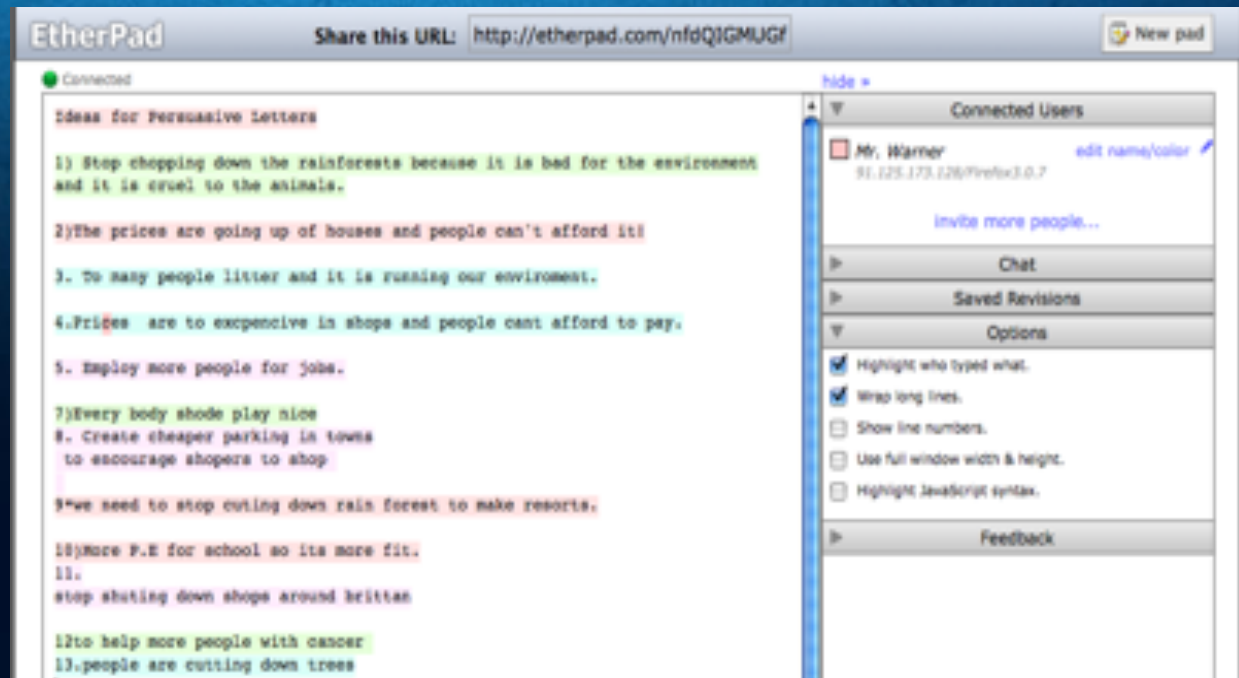 EtherPad
Share this URL: http://etherpad.com/nfdQIGMUGf
New pad
Connected
hide »
Ideas for Persuasive Letters
1) Stop chopping down the rainforests because it is bad for the environment
and it is cruel to the animals.
2)The prices are going up of houses and people can't afford it!
3. To many people litter and it is running our enviroment.
4.Prices  are to excpencive in shops and people cant afford to pay.
5. Employ more people for jobs.
7)Every body shode play nice
8. Create cheaper parking in towns
to encourage shopers to shop
9*we need to stop cuting down rain forest to make resorts.
10)More P.E for school so its more fit.
11.
stop shuting down shops around brittan
12to help more people with cancer
13.people are cutting down trees
Connected Users
Mr. Warner
edit name/color
91.125.173.128/Firefox3.0.7
invite more people...
Chat
Saved Revisions
Options
Highlight who typed what.
Wrap long lines.
Show line numbers.
Use full window width & height.
Highlight JavaScript syntax.
Feedback